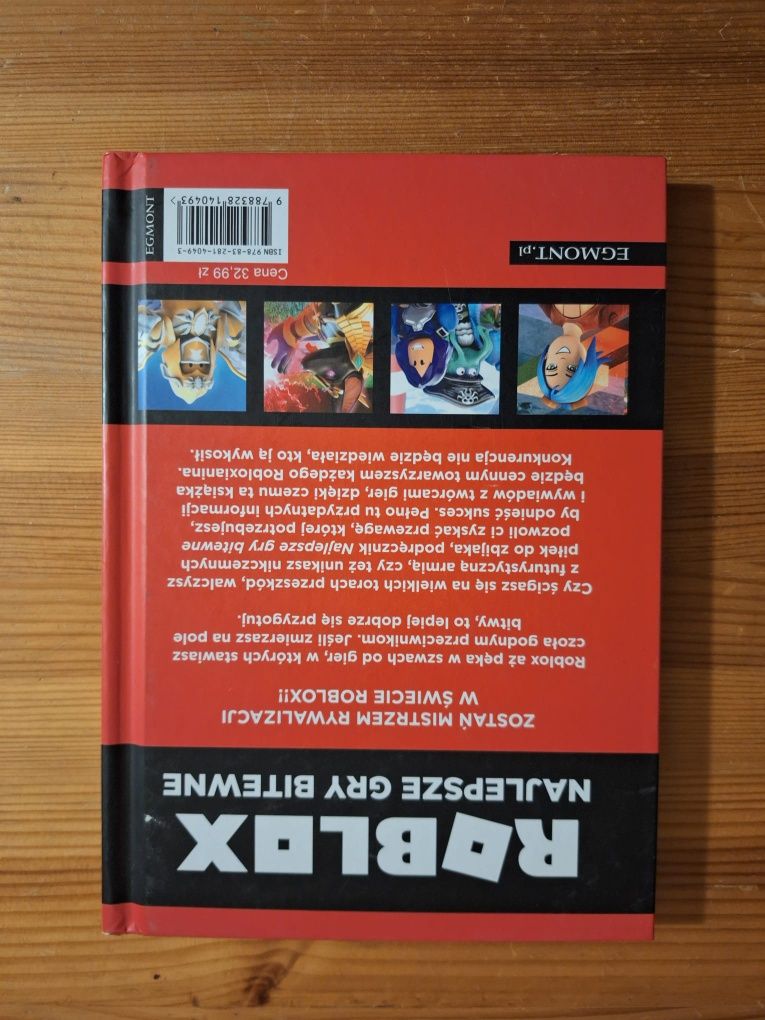 ROBLOX
NAJLEPSZE GRY BITEWNE
ZOSTAŃ MISTRZEM RYWALIZACJI
W ŚWIECIE ROBLOX!!
Roblox aż pęka w szwach od gier, w których stawiasz
czoła godnym przeciwnikom. Jeśli zmierzasz na pole
bitwy, to lepiej dobrze się przygotuj.
Czy ścigasz się na wielkich torach przeszkód, walczysz
z futurystyczną armią, czy też unikasz nikczemnych
piłek do zbijaka, podręcznik Najlepsze gry bitewne
pozwoli ci zyskać przewagę, której potrzebujesz,
by odnieść sukces. Pełno tu przydatnych informacji
i wywiadów z twórcami gier, dzięki czemu ta książka
będzie cennym towarzyszem każdego Robloxianina.
Konkurencja nie będzie wiedziała, kto ją wykosił.
EGMONT.pl
Cena 32,99 zł
ISBN 978-83-281-4049-3
9 788328 140493 >
EGMONT